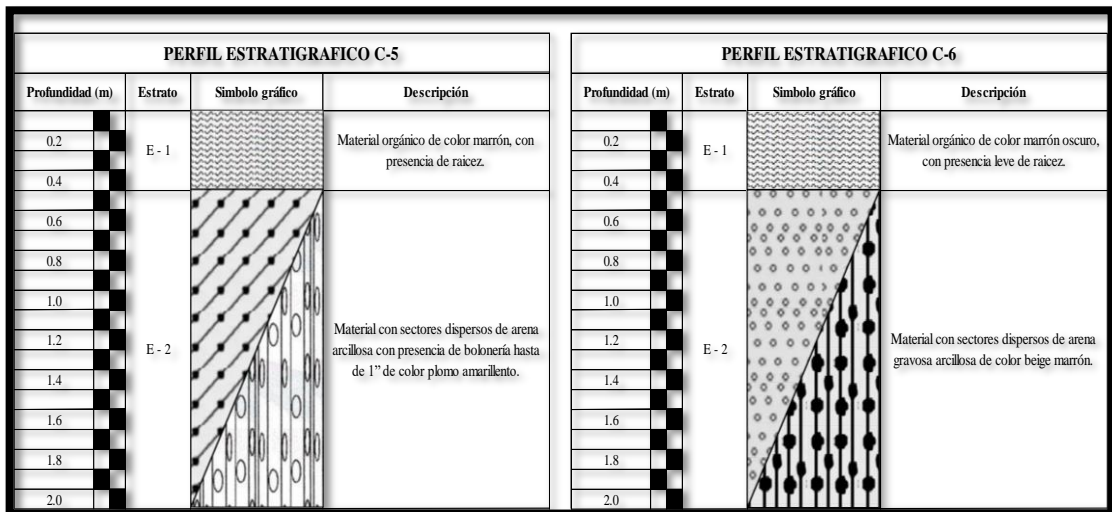 PERFIL ESTRATIGRAFICO C-5
Profundidad (m) Estrato Simbolo gráfico Descripción
0.2
0.4
E - 1
Material orgánico de color marrón, con
presencia de raicez.
0.6
0.8
1.0
1.2
1.4
1.6
1.8
2.0
E - 2
Material con sectores dispersos de arena
arcillosa con presencia de bolonería hasta
de 1” de color plomo amarillento.
PERFIL ESTRATIGRAFICO C-6
Profundidad (m) Estrato Simbolo gráfico Descripción
0.2
0.4
E - 1
Material orgánico de color marrón oscuro,
con presencia leve de raicez.
0.6
0.8
1.0
1.2
1.4
1.6
1.8
2.0
E - 2
Material con sectores dispersos de arena
gravosa arcillosa de color beige marrón.